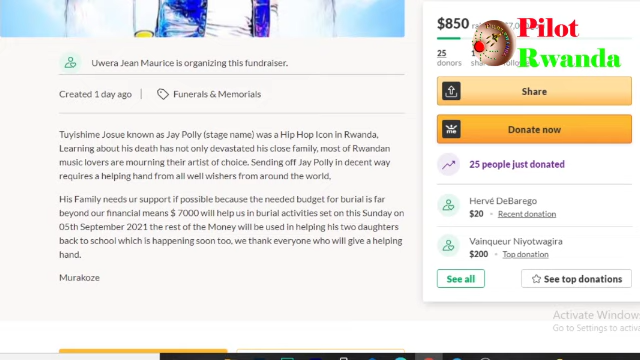 Uwera Jean Maurice is organizing this fundraiser.
Created 1 day ago
Funerals & Memorials
Tuyishime Josue known as Jay Polly (stage name) was a Hip Hop Icon in Rwanda,
Learning about his death has not only devastated his close family, most of Rwandan
music lovers are mourning their artist of choice. Sending off Jay Polly in decent way
requires a helping hand from all well wishers from around the world,
His Family needs ur support if possible because the needed budget for burial is far
beyond our financial means $ 7000 will help us in burial activities set on this Sunday on
05th September 2021 the rest of the Money will be used in helping his two daughters
back to school which is happening soon too, we thank everyone who will give a helping
hand.
Murakoze
$850
Pilot
Rwanda
25
donors
Share
Donate now
25 people just donated
Hervé DeBarego
$20 • Recent donation
Vainqueur Niyotwagira
$200 • Top donation
See all
See top donations
Activate Windows
Go to Settings to activa